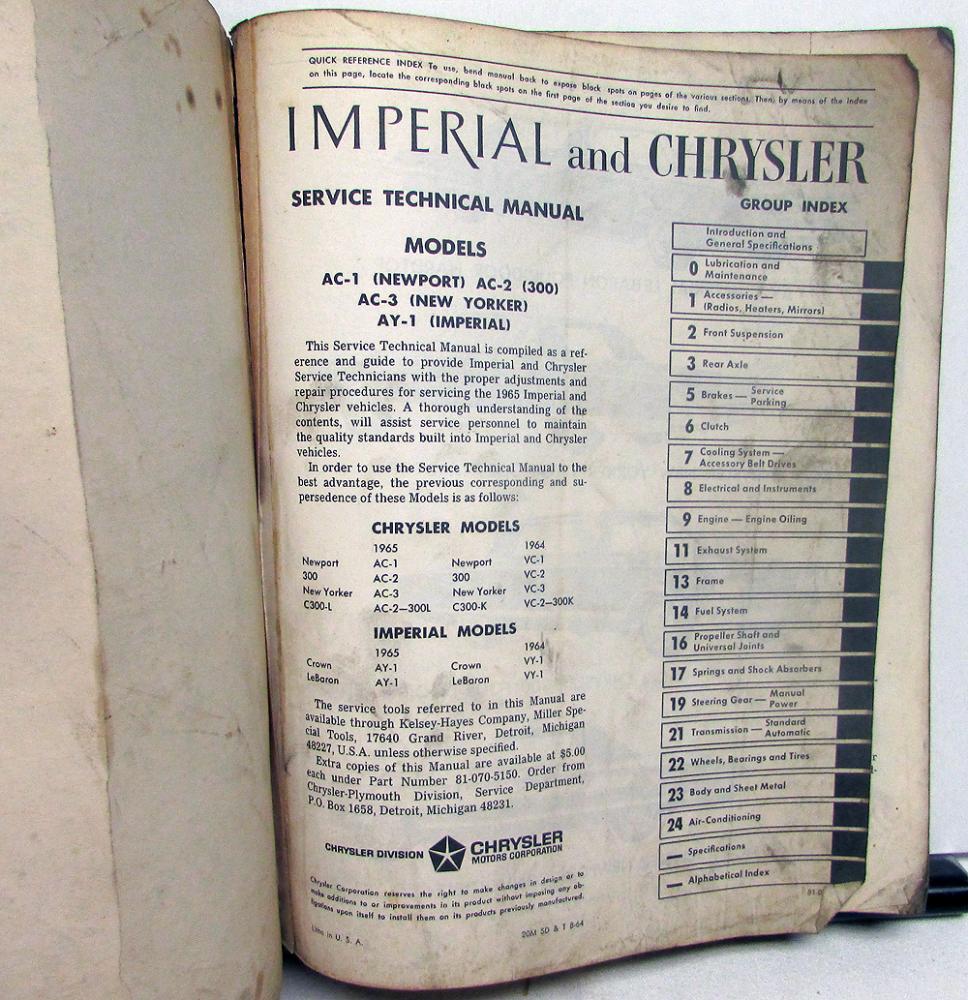 QUICK REFERENCE INDEX To use, bend manual back to expose black spots on pages of the various sections. Then, by means of the index
on this page, locate the corresponding black spots on the first page of the section you desire to find.
IMPERIAL and CHRYSLER
SERVICE TECHNICAL MANUAL
MODELS
AC-1 (NEWPORT) AC-2 (300)
AC-3 (NEW YORKER)
AY-1 (IMPERIAL)
This Service Technical Manual is compiled as a ref-
erence and guide to provide Imperial and Chrysler
Service Technicians with the proper adjustments and
repair procedures for servicing the 1965 Imperial and
Chrysler vehicles. A thorough understanding of the
contents, will assist service personnel to maintain
the quality standards built into Imperial and Chrysler
vehicles.
In order to use the Service Technical Manual to the
best advantage, the previous corresponding and su-
persedence of these Models is as follows:
CHRYSLER MODELS
1965 1964
Newport AC-1 Newport VC-1
300 AC-2 300 VC-2
New Yorker AC-3 New Yorker VC-3
C300-L AC-2—300L C300-K VC-2—300K
IMPERIAL MODELS
1965 1964
Crown AY-1 Crown VY-1
LeBaron AY-1 LeBaron VY-1
The service tools referred to in this Manual are
available through Kelsey-Hayes Company, Miller Spe-
cial Tools, 17640 Grand River, Detroit, Michigan
48227, U.S.A. unless otherwise specified.
Extra copies of this Manual are available at $5.00
each under Part Number 81-070-5150. Order from
Chrysler-Plymouth Division, Service Department,
P.O. Box 1658, Detroit, Michigan 48231.
CHRYSLER DIVISION CHRYSLER
MOTORS CORPORATION
Chrysler Corporation reserves the right to make changes in design or to
make additions to or improvements in its product without imposing any ob-
ligations upon itself to install them on its products previously manufactured.
Litho in U. S. A. 20M SD & T 8-64
GROUP INDEX
Introduction and
General Specifications
0 Lubrication and
Maintenance
1 Accessories —
(Radios, Heaters, Mirrors)
2 Front Suspension
3 Rear Axle
5 Brakes — Service
Parking
6 Clutch
7 Cooling System —
Accessory Belt Drives
8 Electrical and Instruments
9 Engine — Engine Oiling
11 Exhaust System
13 Frame
14 Fuel System
16 Propeller Shaft and
Universal Joints
17 Springs and Shock Absorbers
19 Steering Gear — Manual
Power
21 Transmission — Standard
Automatic
22 Wheels, Bearings and Tires
23 Body and Sheet Metal
24 Air-Conditioning
— Specifications
— Alphabetical Index